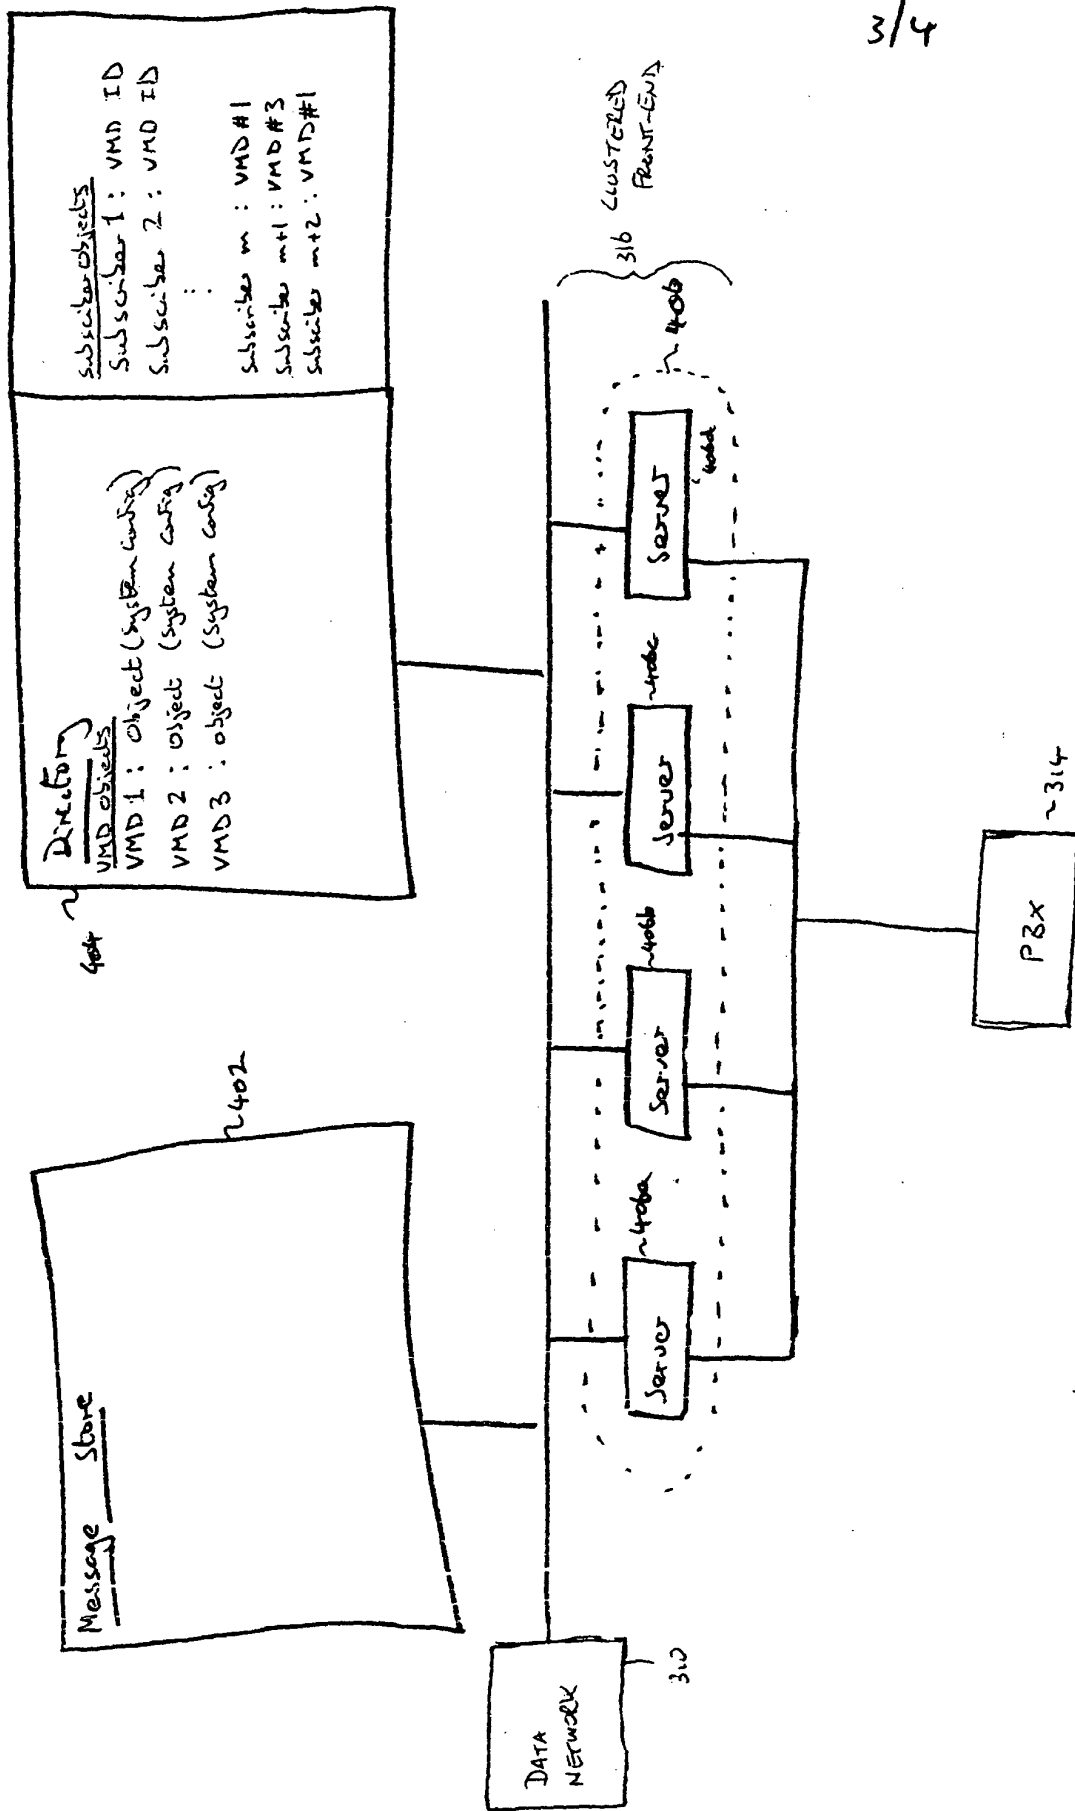 3/4
Message Store
~402
404 ~
Directory
VMD objects
VMD 1 : Object (System Config)
VMD 2 : Object (System Config)
VMD 3 : Object (System Config)
Subscriber Objects
Subscriber 1 : VMD ID
Subscriber 2 : VMD ID
:
Subscriber m : VMD#1
Subscriber m+1 : VMD#3
Subscriber m+2 : VMD#1
DATA
NETWORK
310
316 CLUSTERED
FRONT-END
~ 406
Server
~406a
Server
~406b
Server
~406c
Server
406d
PBX
~314